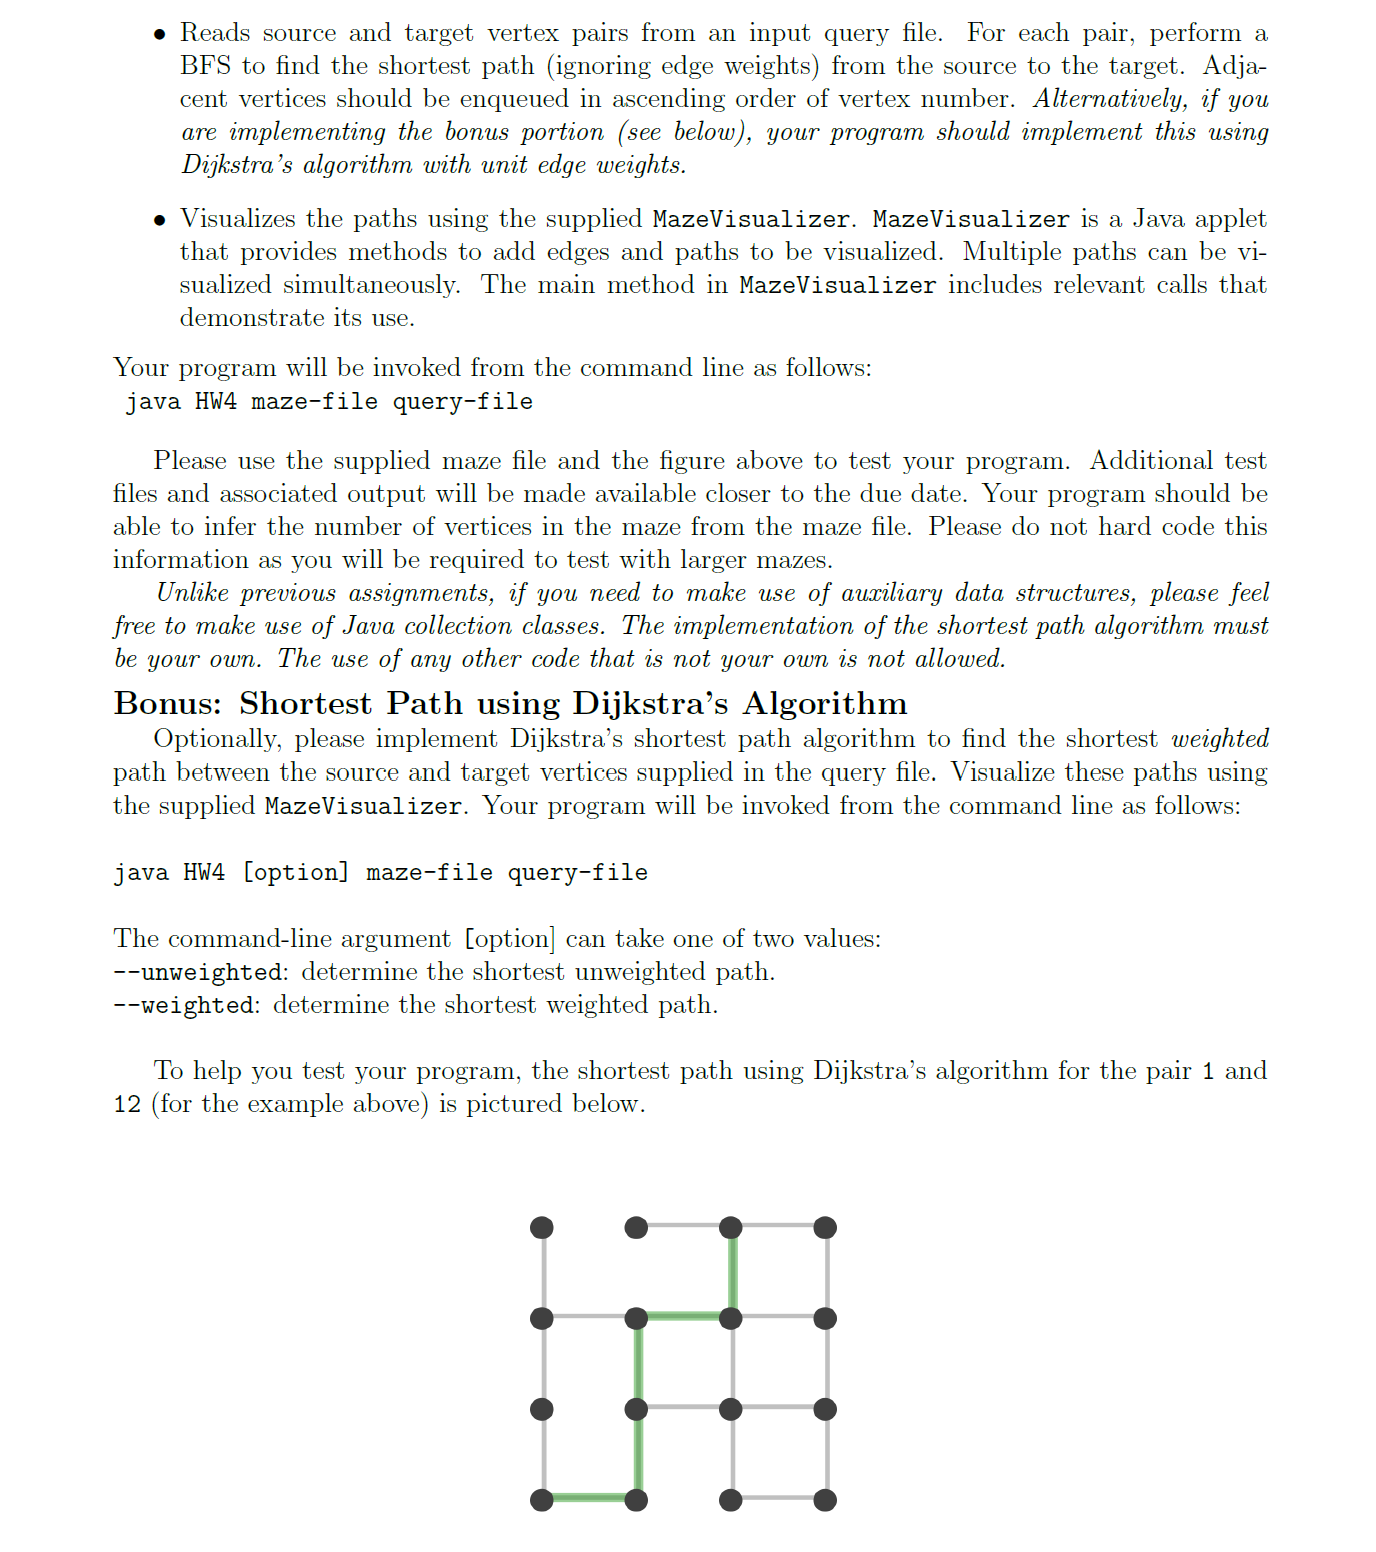 • Reads source and target vertex pairs from an input query file. For each pair, perform a
BFS to find the shortest path (ignoring edge weights) from the source to the target. Adja-
cent vertices should be enqueued in ascending order of vertex number. Alternatively, if you
are implementing the bonus portion (see below), your program should implement this using
Dijkstra's algorithm with unit edge weights.
• Visualizes the paths using the supplied MazeVisualizer. MazeVisualizer is a Java applet
that provides methods to add edges and paths to be visualized. Multiple paths can be vi-
sualized simultaneously. The main method in MazeVisualizer includes relevant calls that
demonstrate its use.
Your program will be invoked from the command line as follows:
java HW4 maze-file query-file
Please use the supplied maze file and the figure above to test your program. Additional test
files and associated output will be made available closer to the due date. Your program should be
able to infer the number of vertices in the maze from the maze file. Please do not hard code this
information as you will be required to test with larger mazes.
Unlike previous assignments, if you need to make use of auxiliary data structures, please feel
free to make use of Java collection classes. The implementation of the shortest path algorithm must
be your own. The use of any other code that is not your own is not allowed.
Bonus: Shortest Path using Dijkstra's Algorithm
Optionally, please implement Dijkstra's shortest path algorithm to find the shortest weighted
path between the source and target vertices supplied in the query file. Visualize these paths using
the supplied MazeVisualizer. Your program will be invoked from the command line as follows:
java HW4 [option] maze-file query-file
The command-line argument [option] can take one of two values:
--unweighted: determine the shortest unweighted path.
--weighted: determine the shortest weighted path.
To help you test your program, the shortest path using Dijkstra's algorithm for the pair 1 and
12 (for the example above) is pictured below.